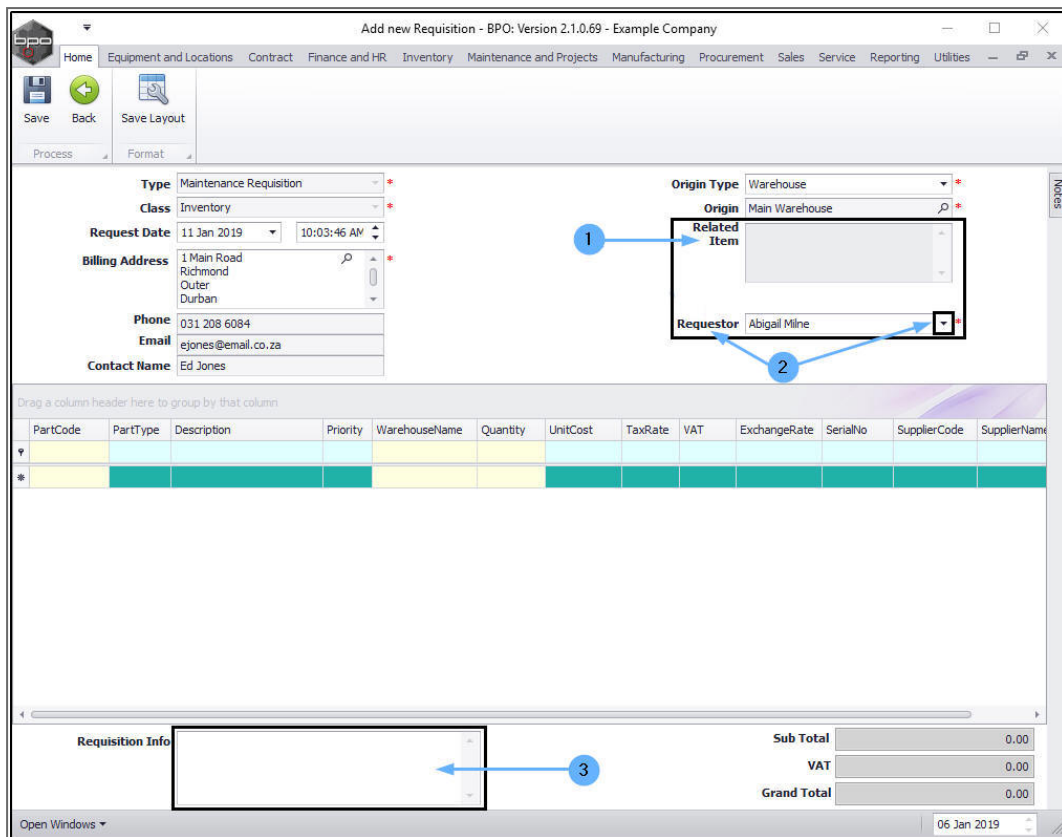 Add new Requisition - BPO: Version 2.1.0.69 - Example Company
bpo
Home Equipment and Locations Contract Finance and HR Inventory Maintenance and Projects Manufacturing Procurement Sales Service Reporting Utilities
Save Back Save Layout
Process Format
Type Maintenance Requisition *
Class Inventory *
Request Date 11 Jan 2019 10:03:46 AM
Billing Address 1 Main Road *
Richmond
Outer
Durban
Phone 031 208 6084
Email ejones@email.co.za
Contact Name Ed Jones
Origin Type Warehouse *
Origin Main Warehouse *
1
Related
Item
Requestor Abigail Milne *
2
Notes
Drag a column header here to group by that column
PartCode PartType Description Priority WarehouseName Quantity UnitCost TaxRate VAT ExchangeRate SerialNo SupplierCode SupplierName
Requisition Info
3
Sub Total 0.00
VAT 0.00
Grand Total 0.00
Open Windows 06 Jan 2019